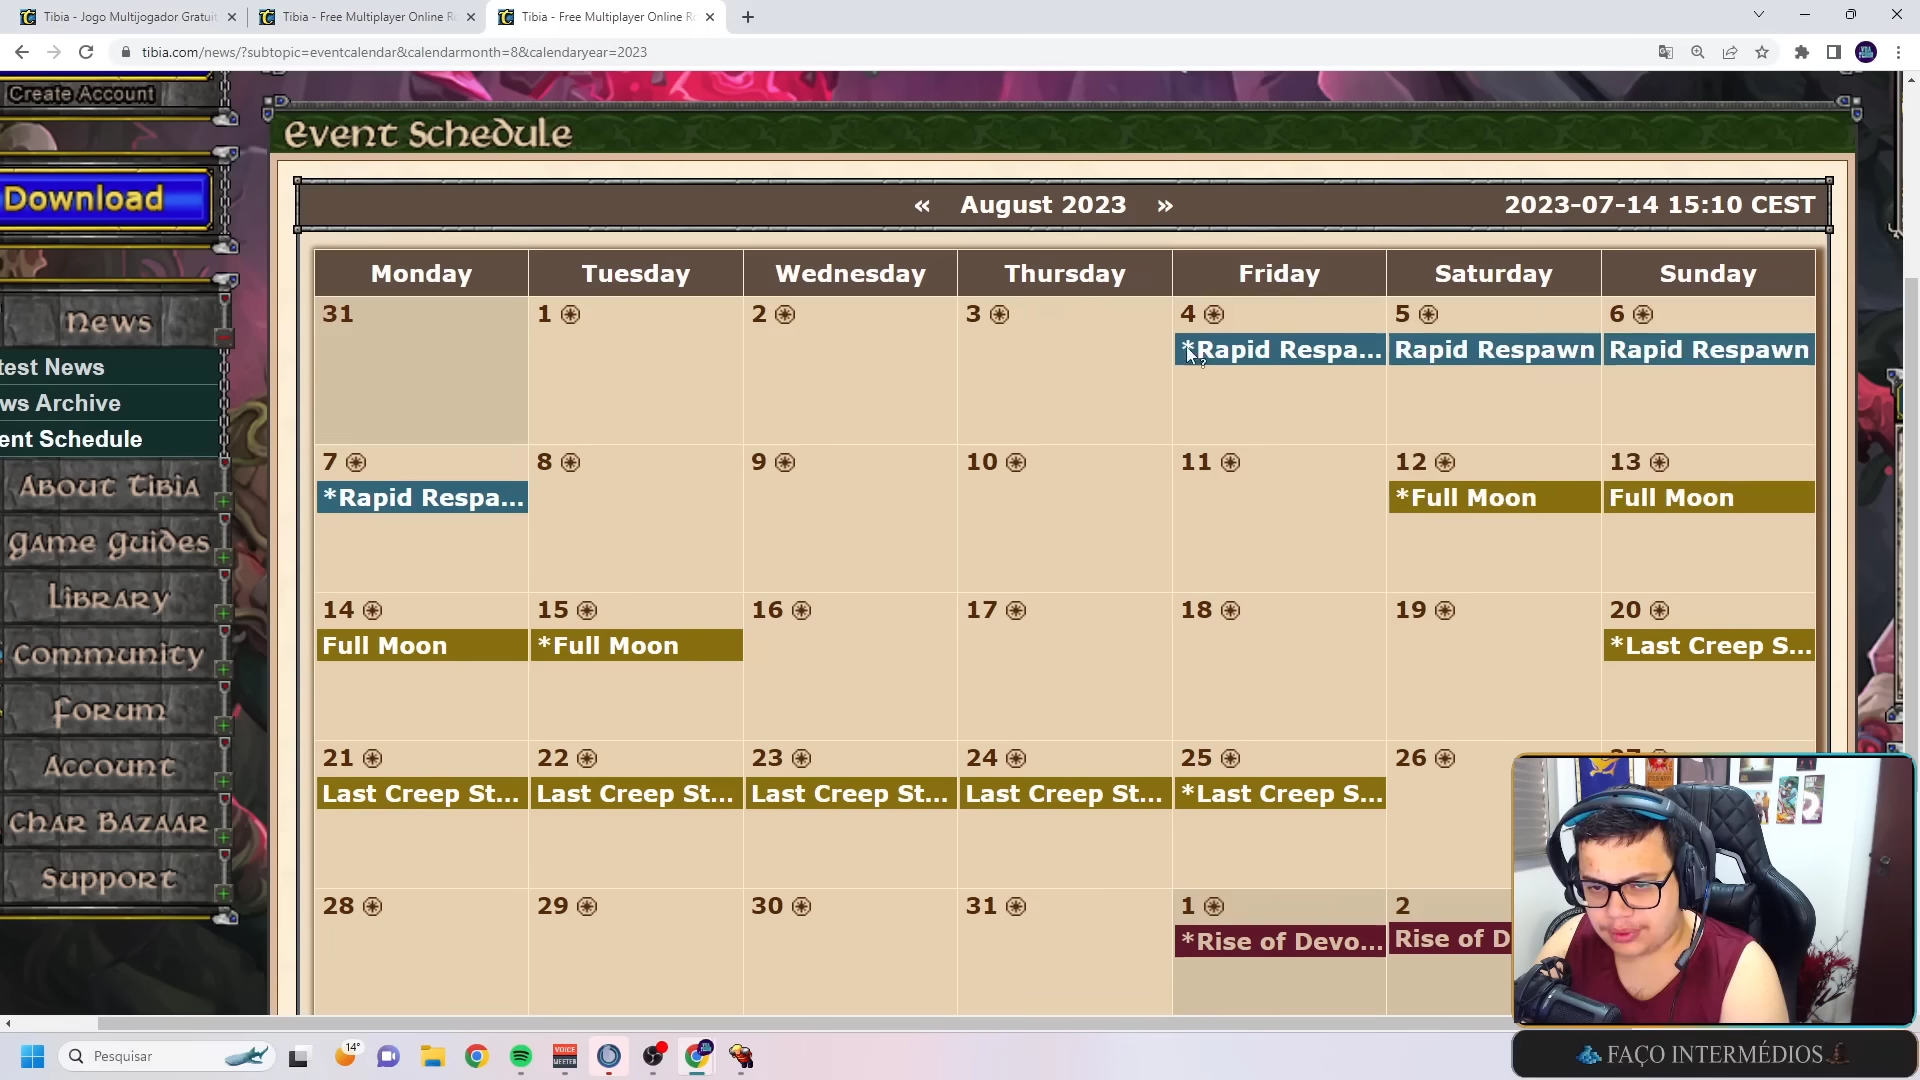 Tibia - Jogo Multijogador Gratuit
Tibia - Free Multiplayer Online Ro
Tibia - Free Multiplayer Online Ro
tibia.com/news/?subtopic=eventcalendar&calendarmonth=8&calendaryear=2023
Create Account
Download
News
test News
ws Archive
ent Schedule
About Tibia
Game Guides
Library
Community
Forum
Account
Char Bazaar
Support
Event Schedule
« August 2023 »
2023-07-14 15:10 CEST
Monday Tuesday Wednesday Thursday Friday Saturday Sunday
31 1 2 3 4 5 6
*Rapid Respa... Rapid Respawn Rapid Respawn
7 8 9 10 11 12 13
*Rapid Respa... *Full Moon Full Moon
14 15 16 17 18 19 20
Full Moon *Full Moon *Last Creep S...
21 22 23 24 25 26
Last Creep St... Last Creep St... Last Creep St... Last Creep St... *Last Creep S...
28 29 30 31 1 2
*Rise of Devo... Rise of D
Pesquisar
14°
VOICE
MEETER
FAÇO INTERMÉDIOS